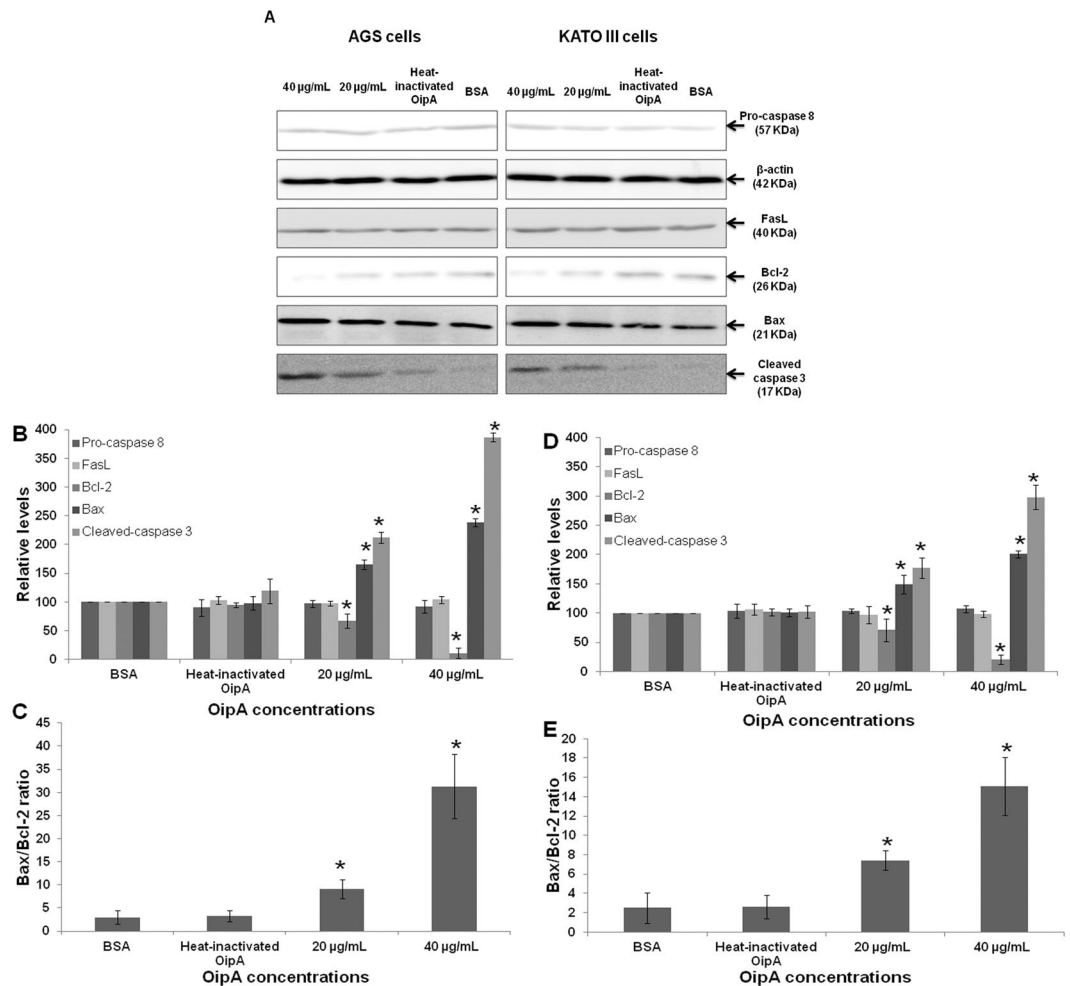 A
AGS cells
KATO III cells
40 µg/mL 20 µg/mL Heat-inactivated OipA BSA
40 µg/mL 20 µg/mL Heat-inactivated OipA BSA
Pro-caspase 8
(57 KDa)
β-actin
(42 KDa)
FasL
(40 KDa)
Bcl-2
(26 KDa)
Bax
(21 KDa)
Cleaved
caspase 3
(17 KDa)
B
Relative levels
400
350
300
250
200
150
100
50
0
Pro-caspase 8
FasL
Bcl-2
Bax
Cleaved-caspase 3
* * * * * *
BSA Heat-inactivated OipA 20 µg/mL 40 µg/mL
OipA concentrations
D
Relative levels
400
350
300
250
200
150
100
50
0
Pro-caspase 8
FasL
Bcl-2
Bax
Cleaved-caspase 3
* * * * * *
BSA Heat-inactivated OipA 20 µg/mL 40 µg/mL
OipA concentrations
C
Bax/Bcl-2 ratio
45
40
35
30
25
20
15
10
5
0
* *
BSA Heat-inactivated OipA 20 µg/mL 40 µg/mL
OipA concentrations
E
Bax/Bcl-2 ratio
20
18
16
14
12
10
8
6
4
2
0
* *
BSA Heat-inactivated OipA 20 µg/mL 40 µg/mL
OipA concentrations